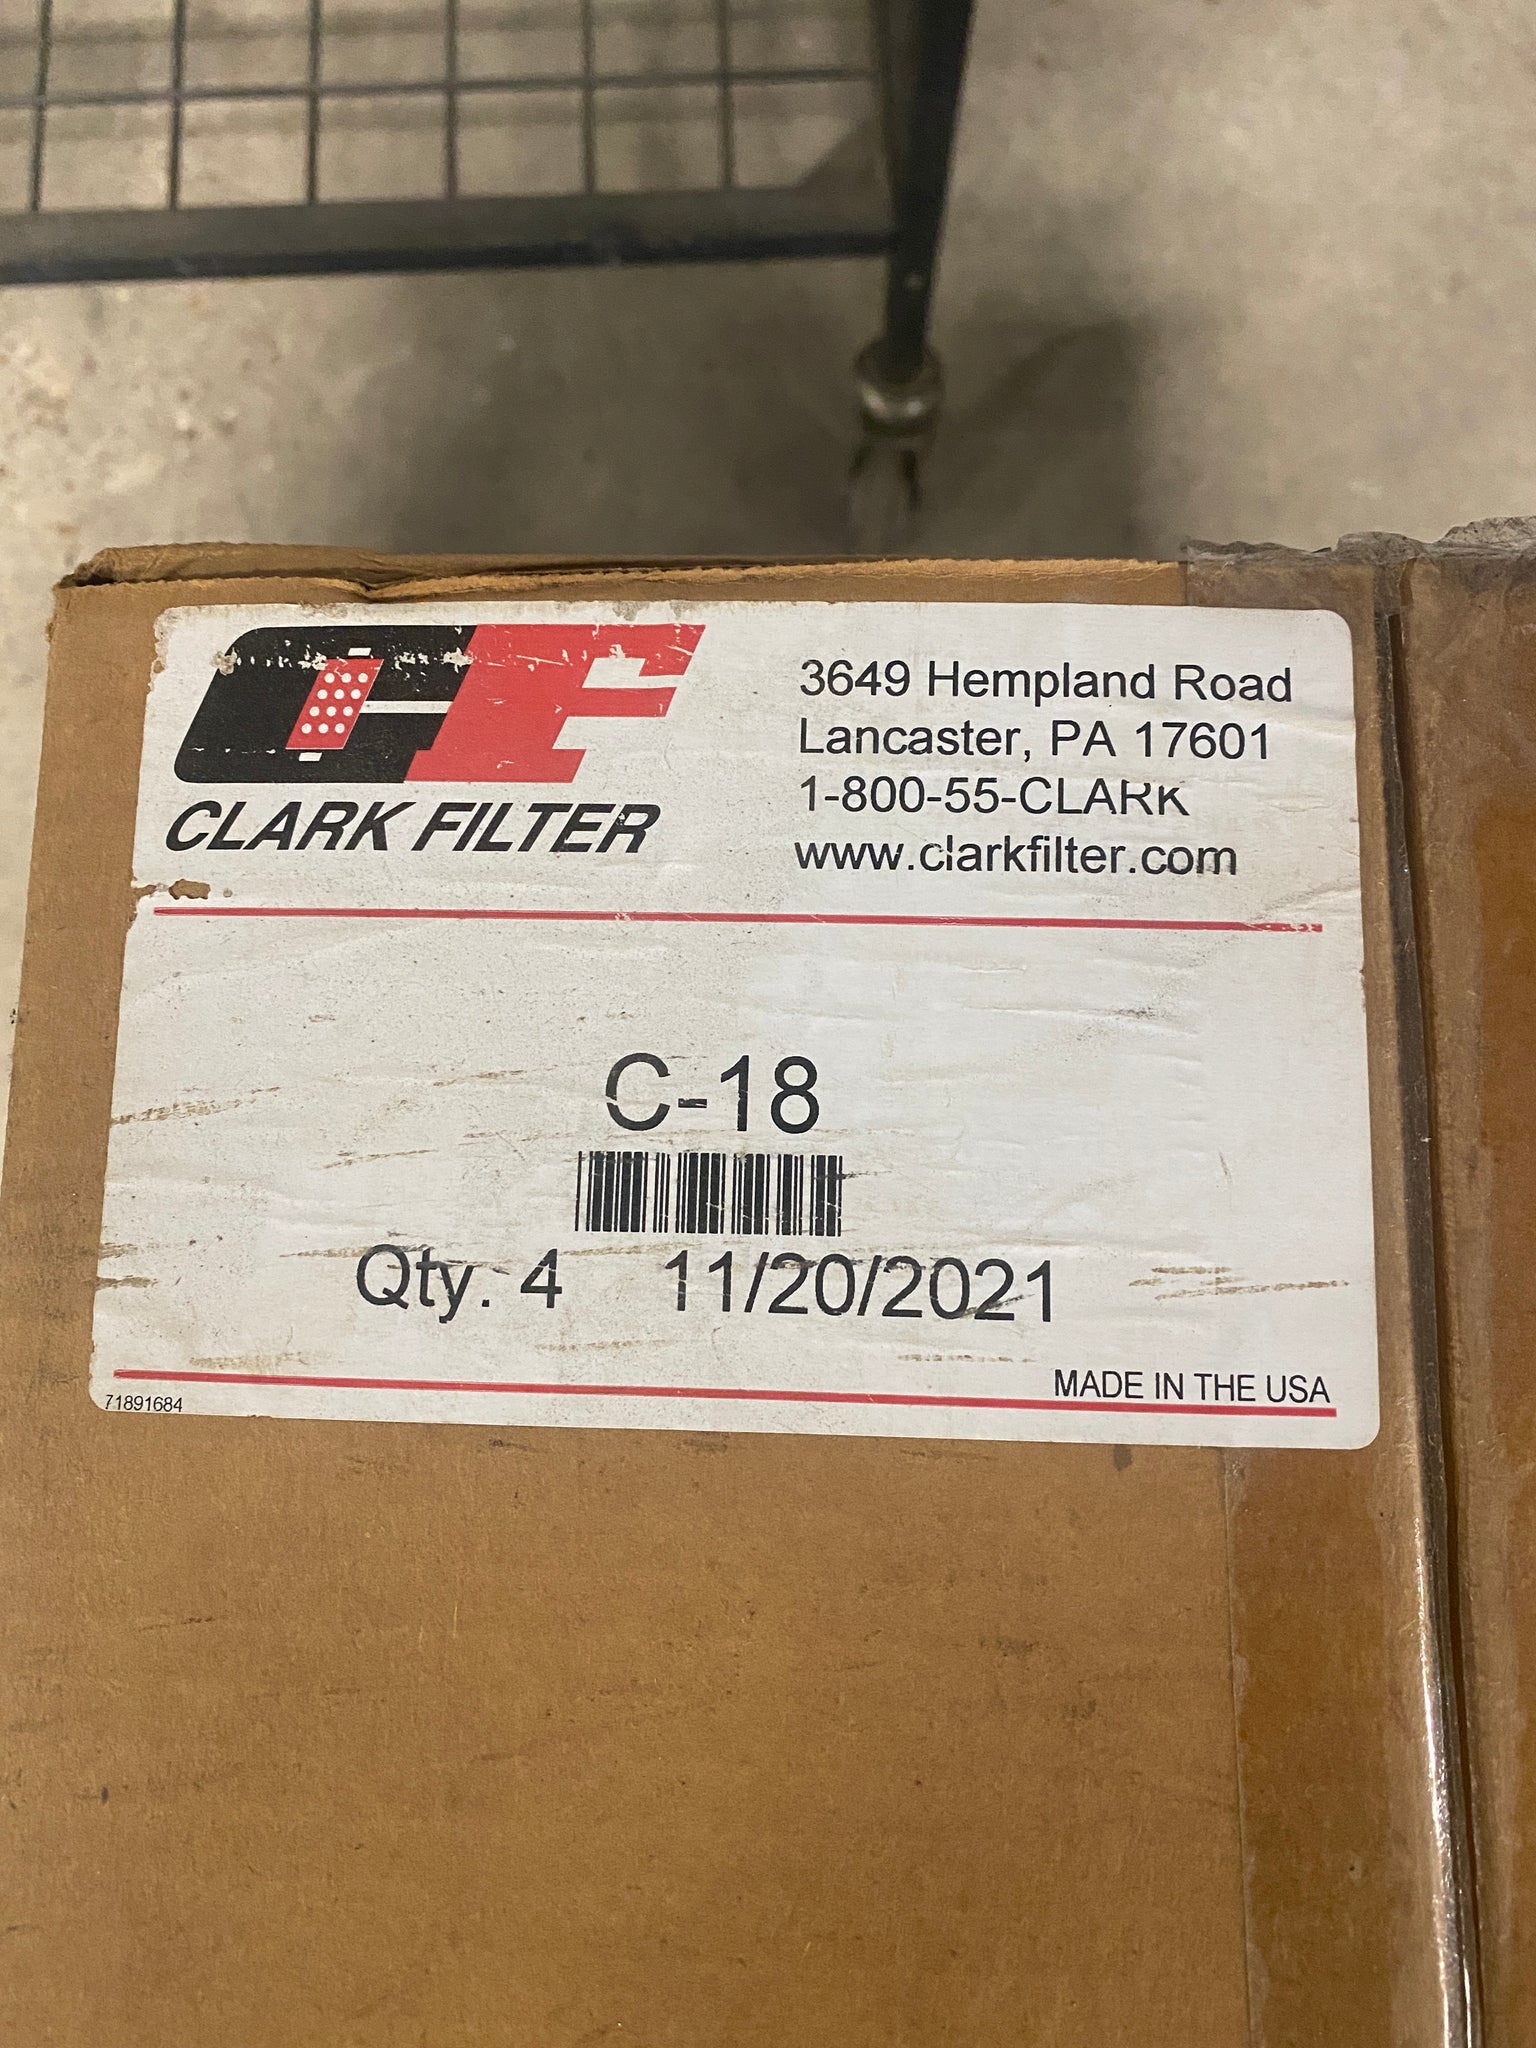 CF
CLARK FILTER
3649 Hempland Road
Lancaster, PA 17601
1-800-55-CLARK
www.clarkfilter.com
C-18
Qty. 4 11/20/2021
MADE IN THE USA
71891684